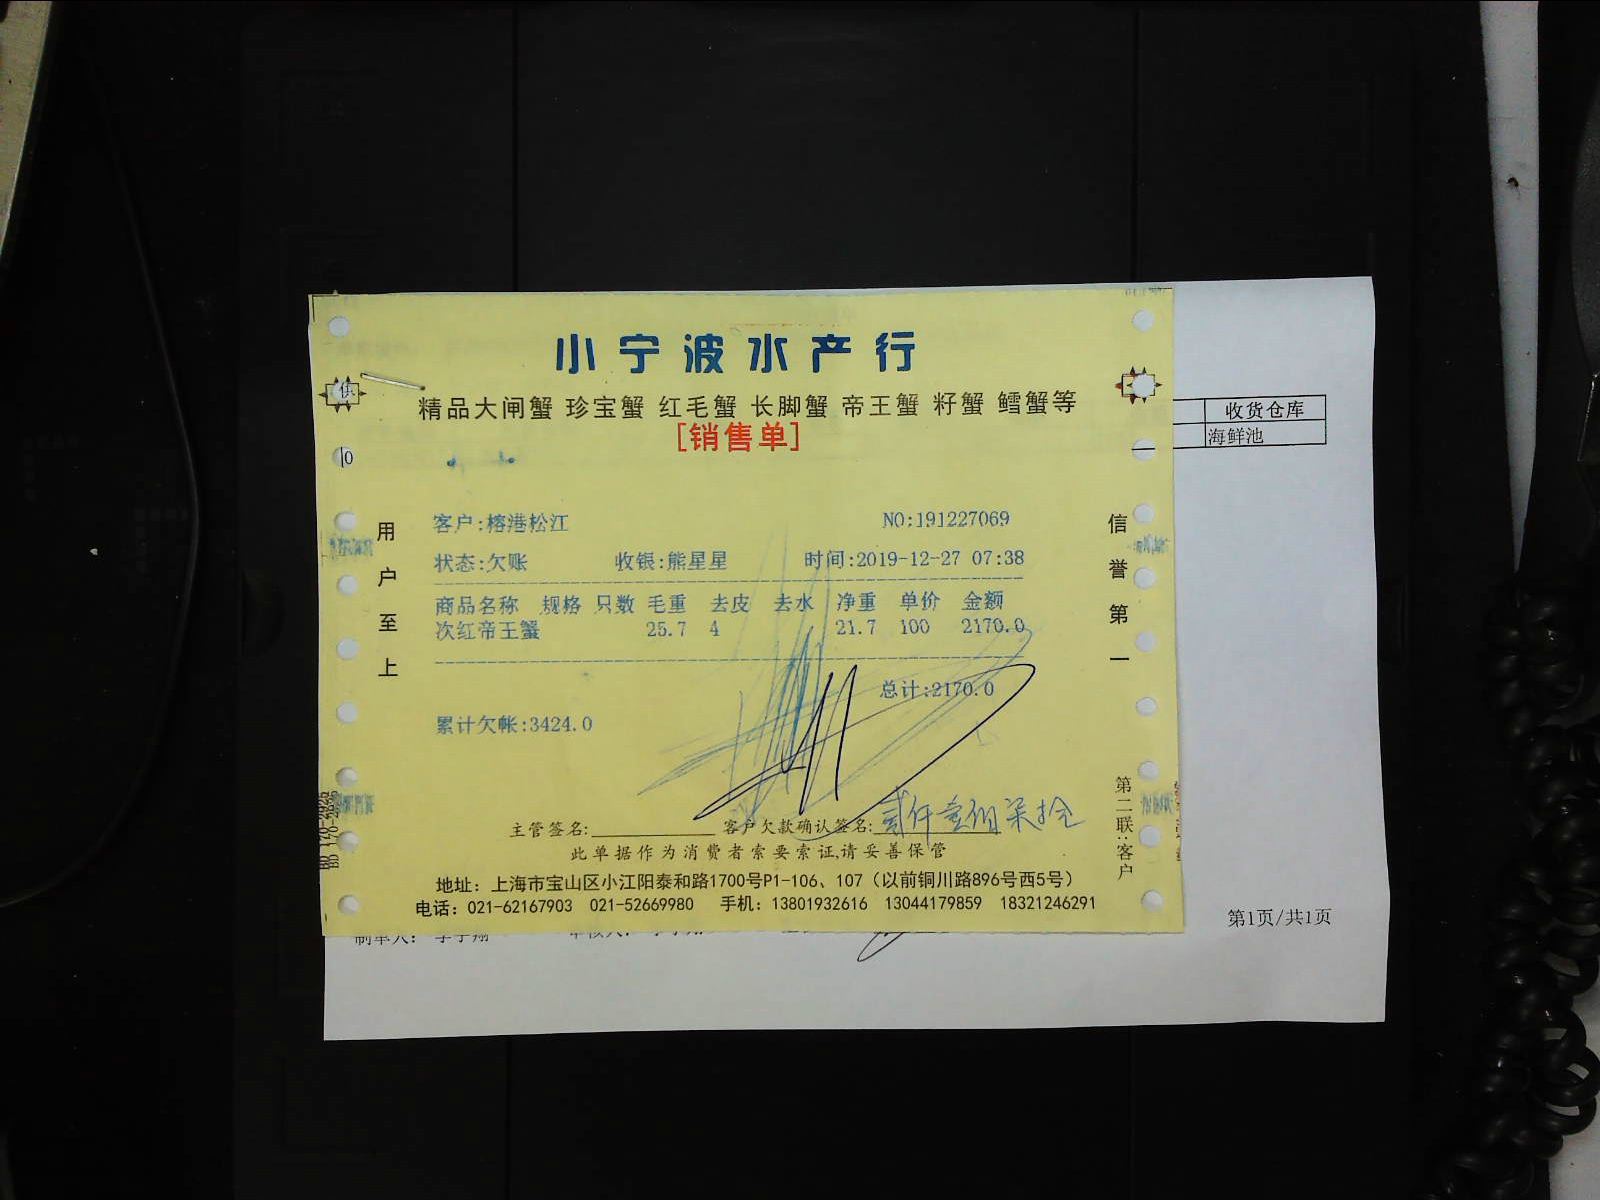 小宁波水产行
精品大闸蟹 珍宝蟹 红毛蟹 长脚蟹 帝王蟹 籽蟹 鳕蟹等
[销售单]
供
收货仓库
海鲜池
客户:榕港松江 NO:191227069
状态:欠账 收银:熊星星 时间:2019-12-27 07:38
商品名称 规格 只数 毛重 去皮 去水 净重 单价 金额
次红帝王蟹 25.7 4 21.7 100 2170.0
总计:2170.0
累计欠帐:3424.0
用户至上
信誉第一
第二联:客户
主管签名: 客户欠款确认签名: 贰仟壹佰柒拾
此单据作为消费者索要索证,请妥善保管
地址：上海市宝山区小江阳泰和路1700号P1-106、107（以前铜川路896号西5号）
电话：021-62167903 021-52669980 手机：13801932616 13044179859 18321246291
第1页/共1页
制单人：